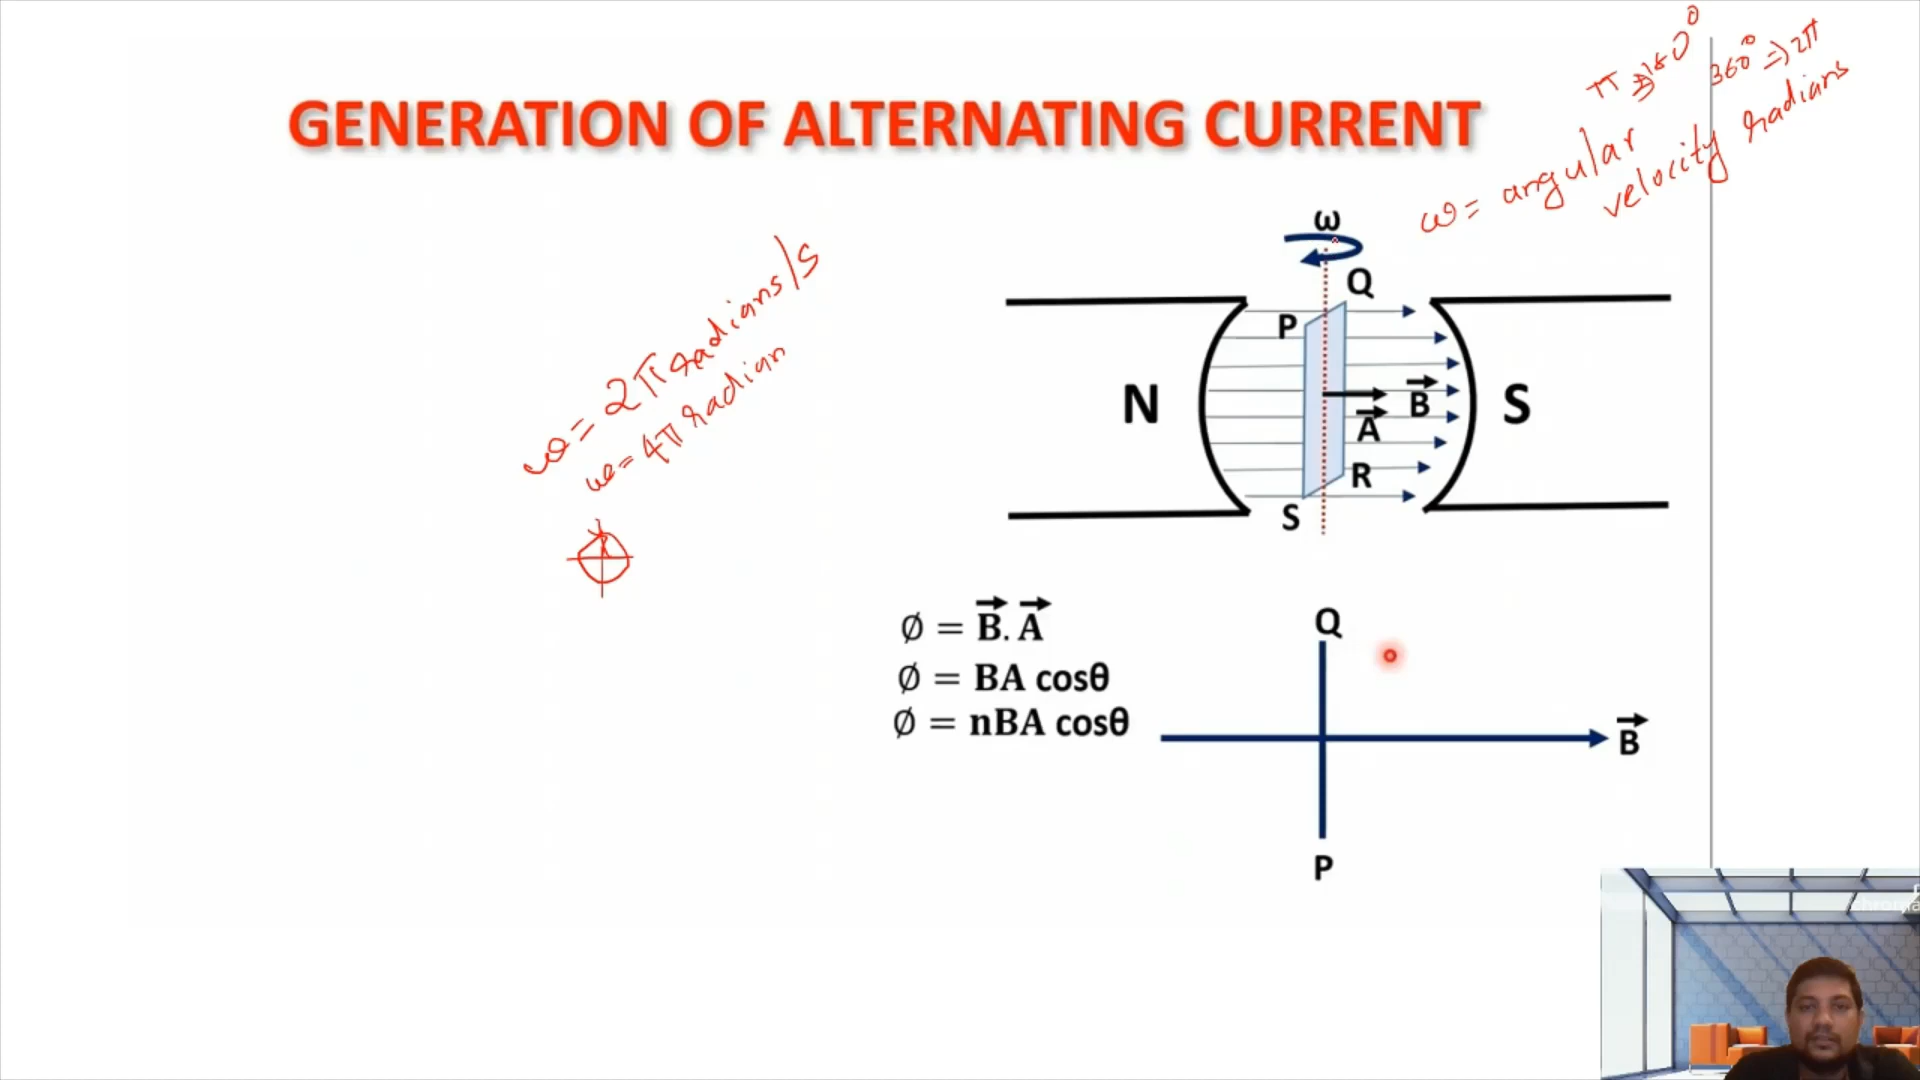 GENERATION OF ALTERNATING CURRENT
π ⇒ 180°
360° ⇒ 2π
radians
ω = angular
velocity
ω = 2π radians/s
ω = 4π radian
ω
Q
P
N
B
A
S
R
S
∅ = B. A
∅ = BA cosθ
∅ = nBA cosθ
Q
B
P